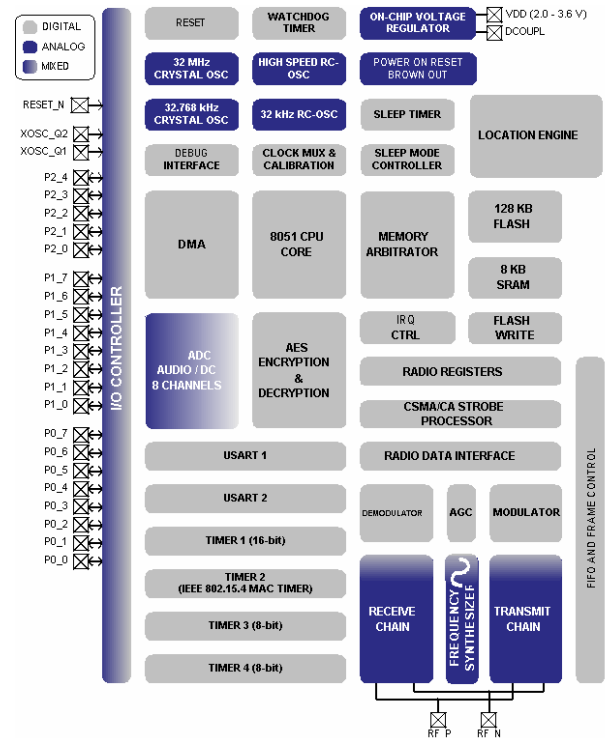 DIGITAL
ANALOG
MIXED
RESET
WATCHDOG
TIMER
ON-CHIP VOLTAGE
REGULATOR
VDD (2.0 - 3.6 V)
DCOUPL
32 MHz
CRYSTAL OSC
HIGH SPEED RC-
OSC
POWER ON RESET
BROWN OUT
32.768 kHz
CRYSTAL OSC
32 kHz RC-OSC
SLEEP TIMER
LOCATION ENGINE
DEBUG
INTERFACE
CLOCK MUX &
CALIBRATION
SLEEP MODE
CONTROLLER
RESET_N
XOSC_Q2
XOSC_Q1
P2_4
P2_3
P2_2
P2_1
P2_0
P1_7
P1_6
P1_5
P1_4
P1_3
P1_2
P1_1
P1_0
P0_7
P0_6
P0_5
P0_4
P0_3
P0_2
P0_1
P0_0
I/O CONTROLLER
DMA
8051 CPU
CORE
MEMORY
ARBITRATOR
128 KB
FLASH
8 KB
SRAM
ADC
AUDIO / DC
8 CHANNELS
AES
ENCRYPTION
&
DECRYPTION
IRQ
CTRL
FLASH
WRITE
RADIO REGISTERS
CSMA/CA STROBE
PROCESSOR
RADIO DATA INTERFACE
USART 1
USART 2
TIMER 1 (16-bit)
TIMER 2
(IEEE 802.15.4 MAC TIMER)
TIMER 3 (8-bit)
TIMER 4 (8-bit)
DEMODULATOR
AGC
MODULATOR
RECEIVE
CHAIN
FREQUENCY
SYNTHESIZER
TRANSMIT
CHAIN
FIFO AND FRAME CONTROL
RF_P
RF_N